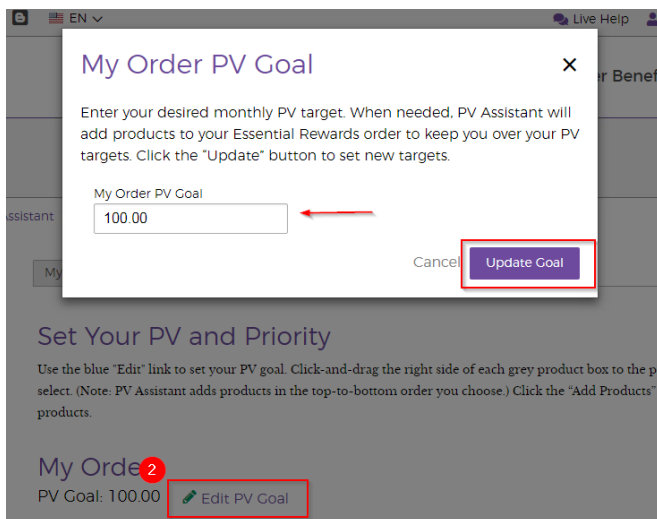 EN
Live Help
My Order PV Goal
r Benef
Enter your desired monthly PV target. When needed, PV Assistant will
add products to your Essential Rewards order to keep you over your PV
targets. Click the "Update" button to set new targets.
My Order PV Goal
100.00
ssistant
Cancel
Update Goal
My
Set Your PV and Priority
Use the blue "Edit" link to set your PV goal. Click-and-drag the right side of each grey product box to the p
select. (Note: PV Assistant adds products in the top-to-bottom order you choose.) Click the “Add Products”
products.
My Orde
2
PV Goal: 100.00
Edit PV Goal